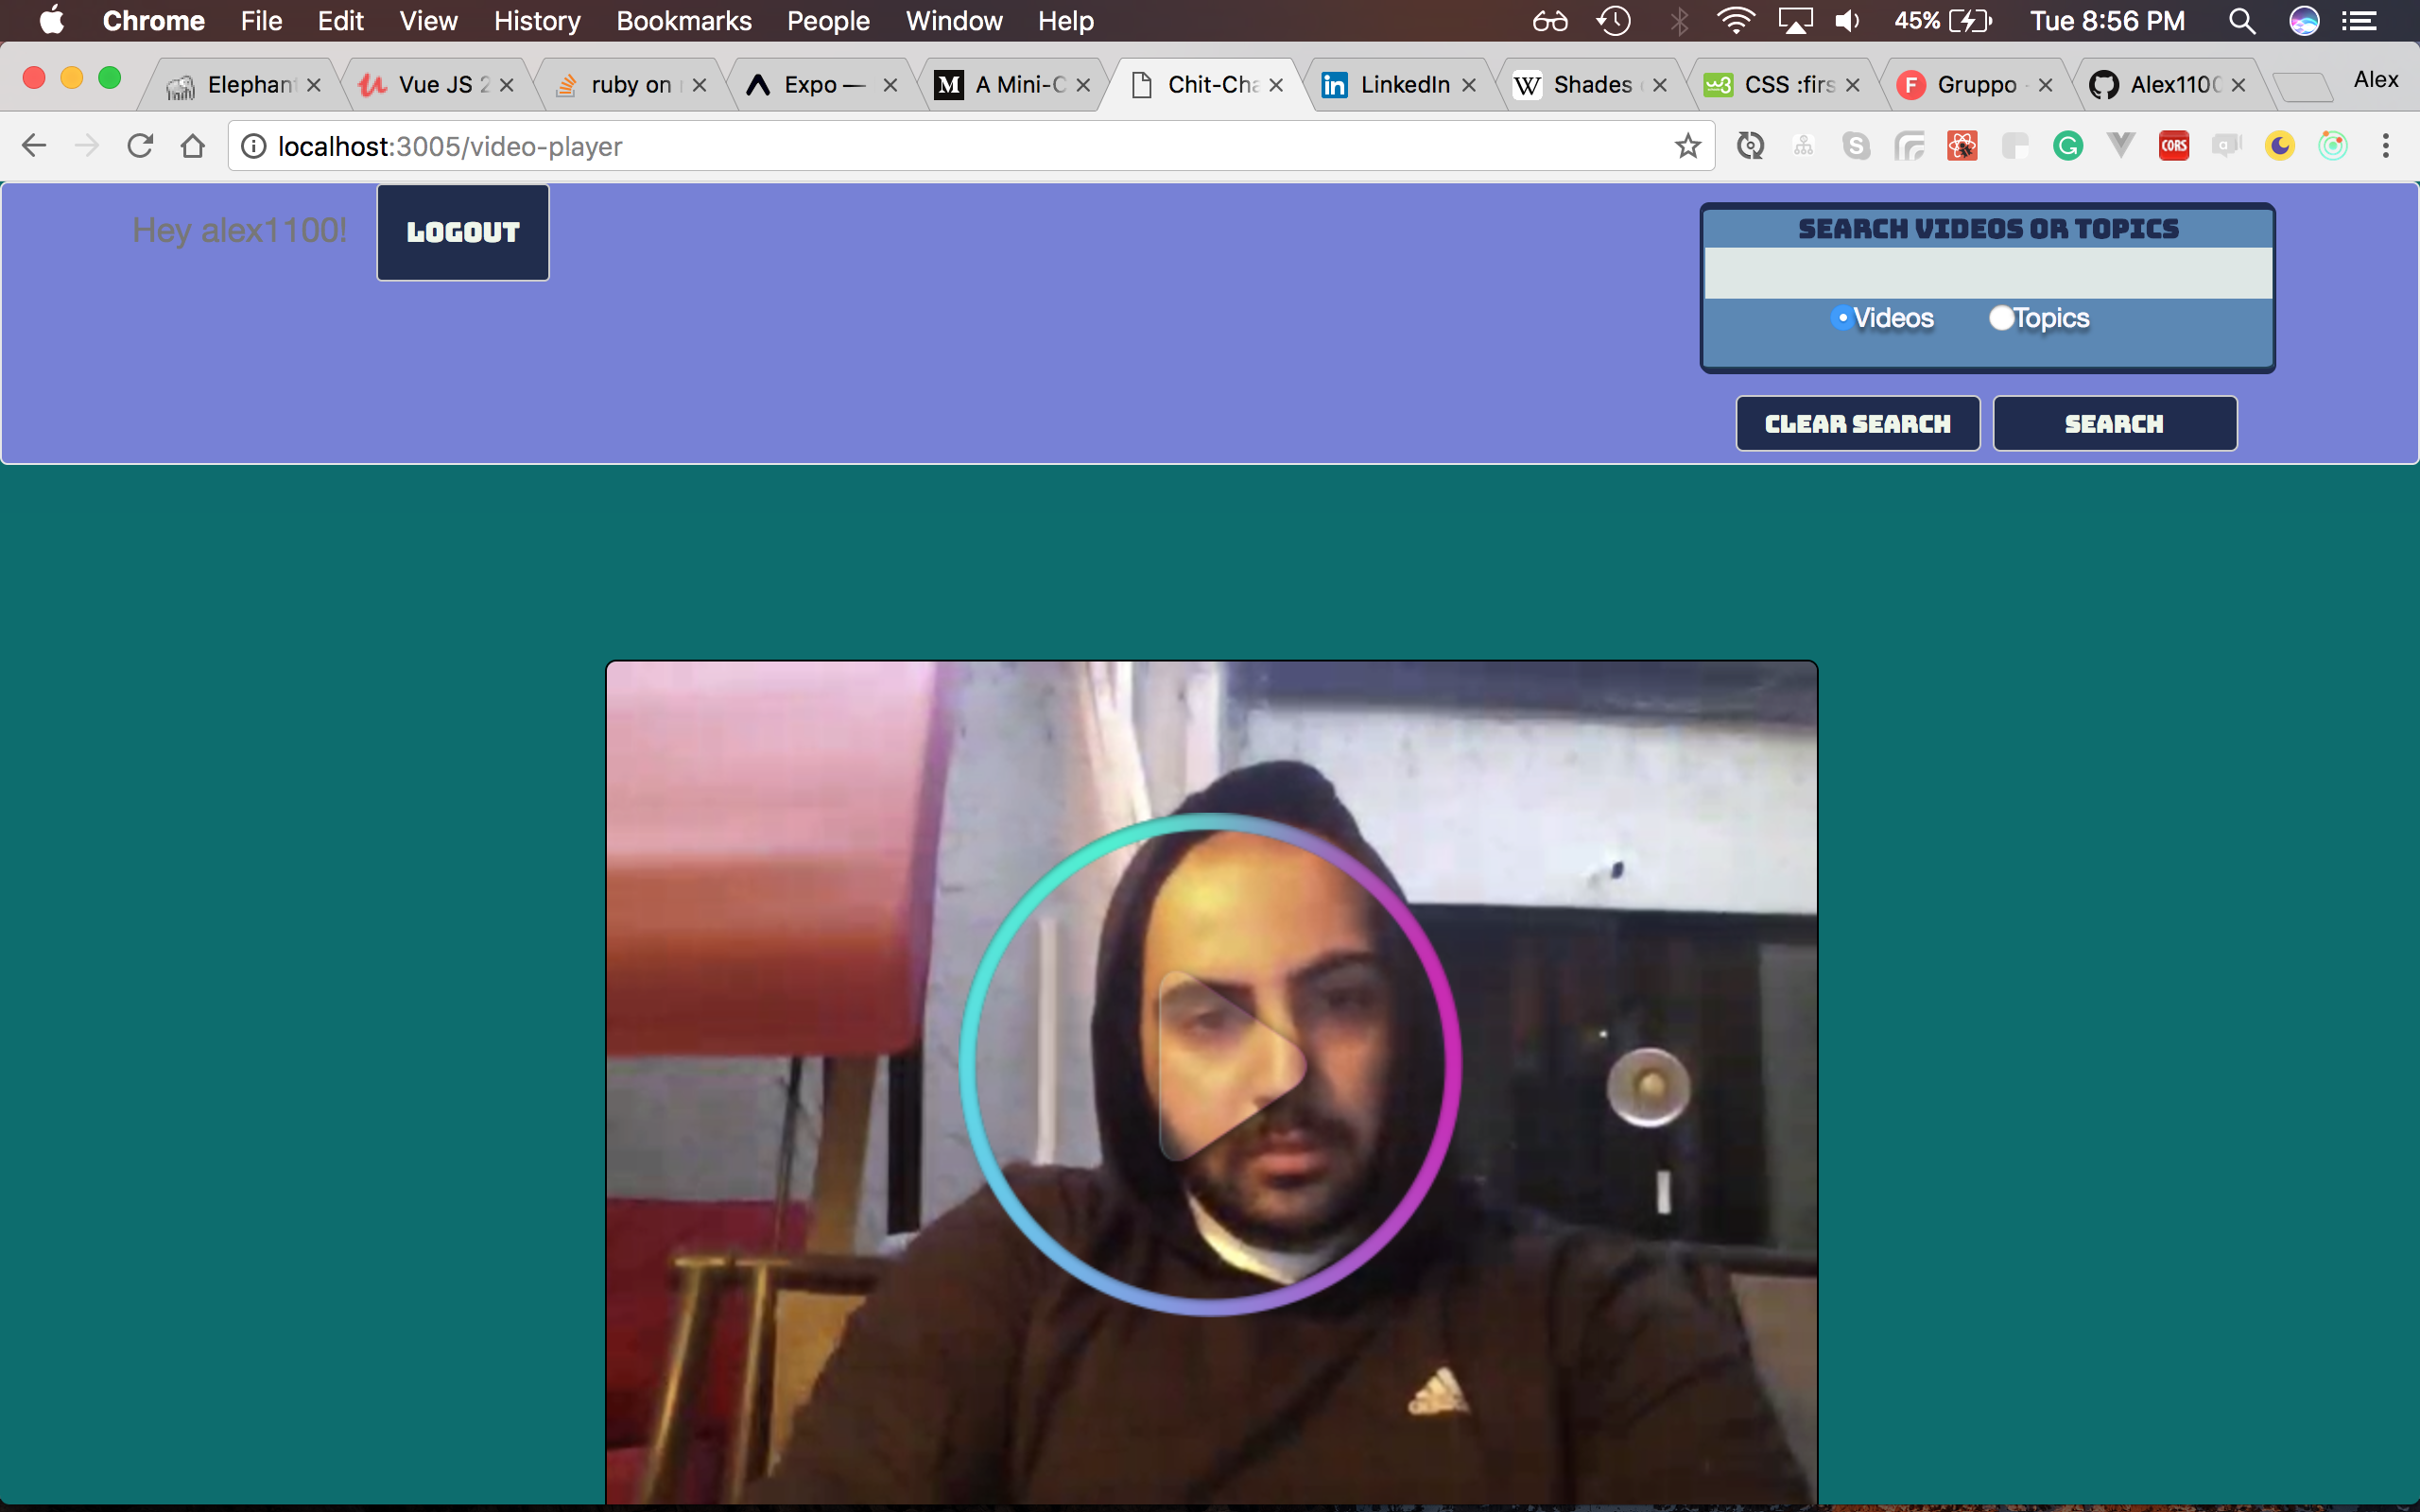 Chrome File Edit View History Bookmarks People Window Help 45% Tue 8:56 PM
Elephant Vue JS 2 ruby on Expo — A Mini-C Chit-Cha LinkedIn Shades CSS :firs Gruppo Alex1100 Alex
localhost:3005/video-player
Hey alex1100!
LOGOUT
SEARCH VIDEOS OR TOPICS
Videos Topics
CLEAR SEARCH SEARCH